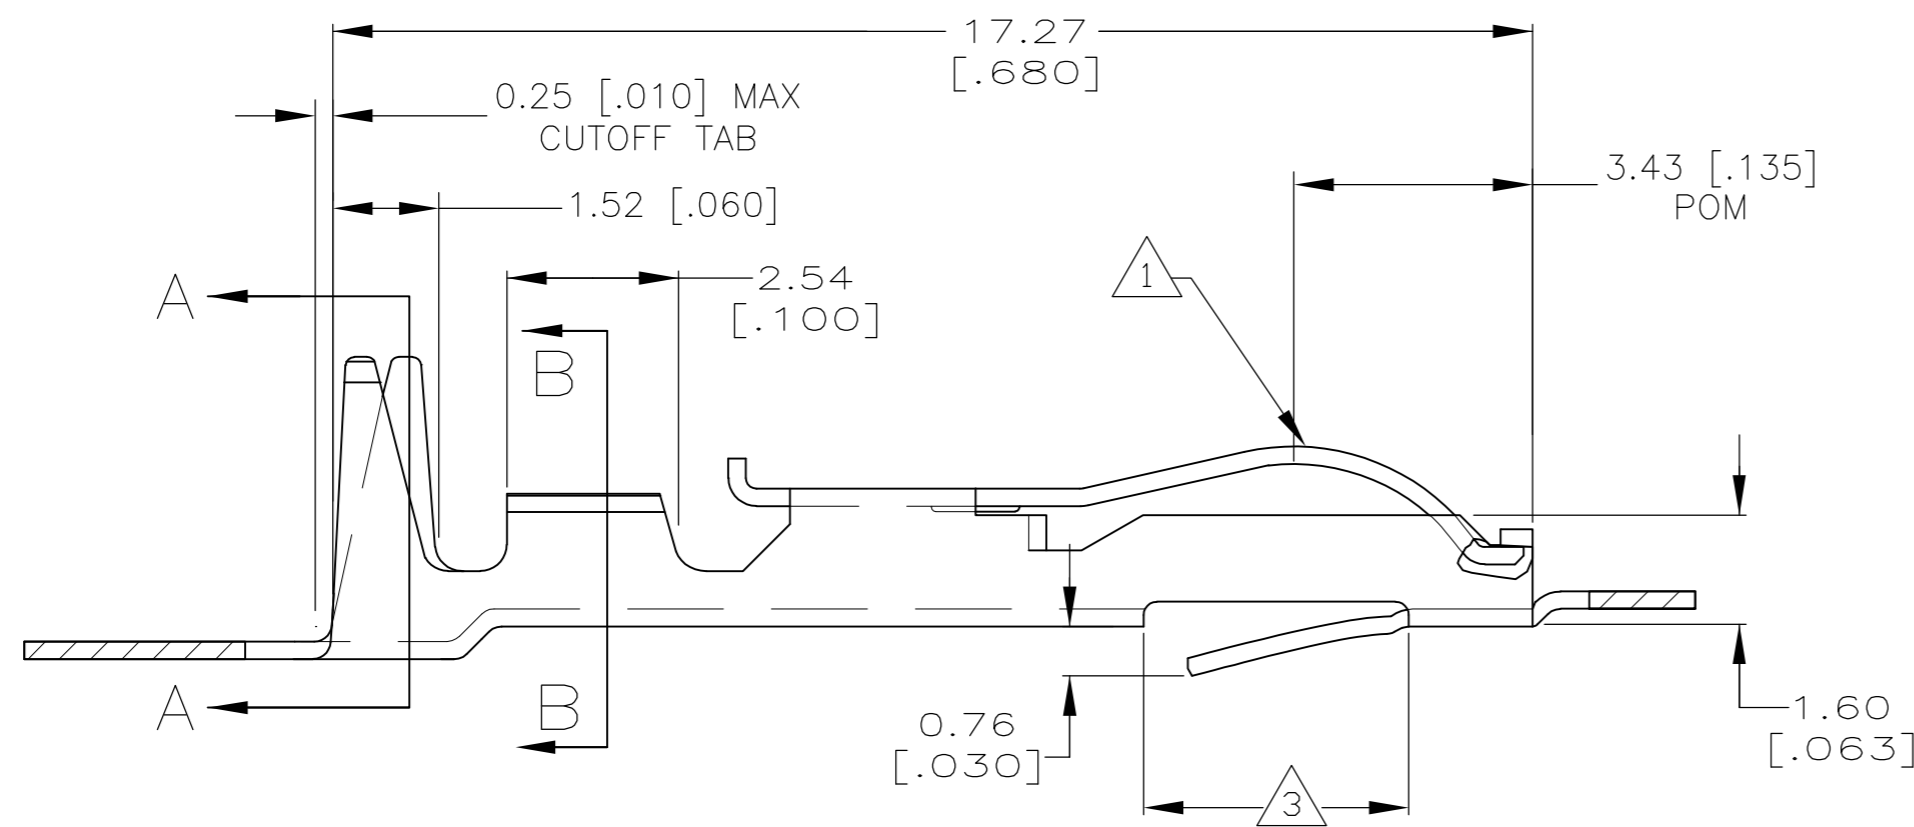 17.27
[.680]
0.25 [.010] MAX
CUTOFF TAB
3.43 [.135]
POM
1.52 [.060]
2.54
[.100]
1
A
B
A
B
0.76
[.030]
1.60
[.063]
3